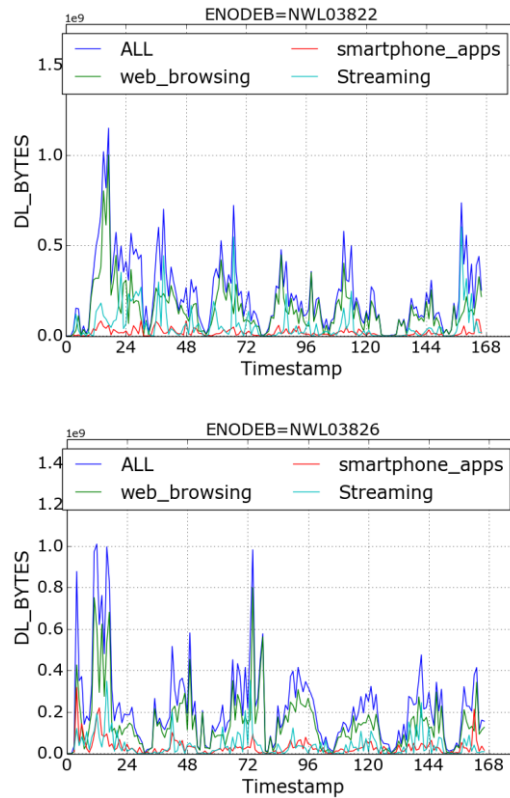 ENODEB=NWL03822
1e9
ALL smartphone_apps
web_browsing Streaming
1.5
1.0
0.5
0.0
DL_BYTES
0 24 48 72 96 120 144 168
Timestamp
ENODEB=NWL03826
1e9
1.4
ALL smartphone_apps
web_browsing Streaming
1.2
1.0
0.8
0.6
0.4
0.2
0.0
DL_BYTES
0 24 48 72 96 120 144 168
Timestamp